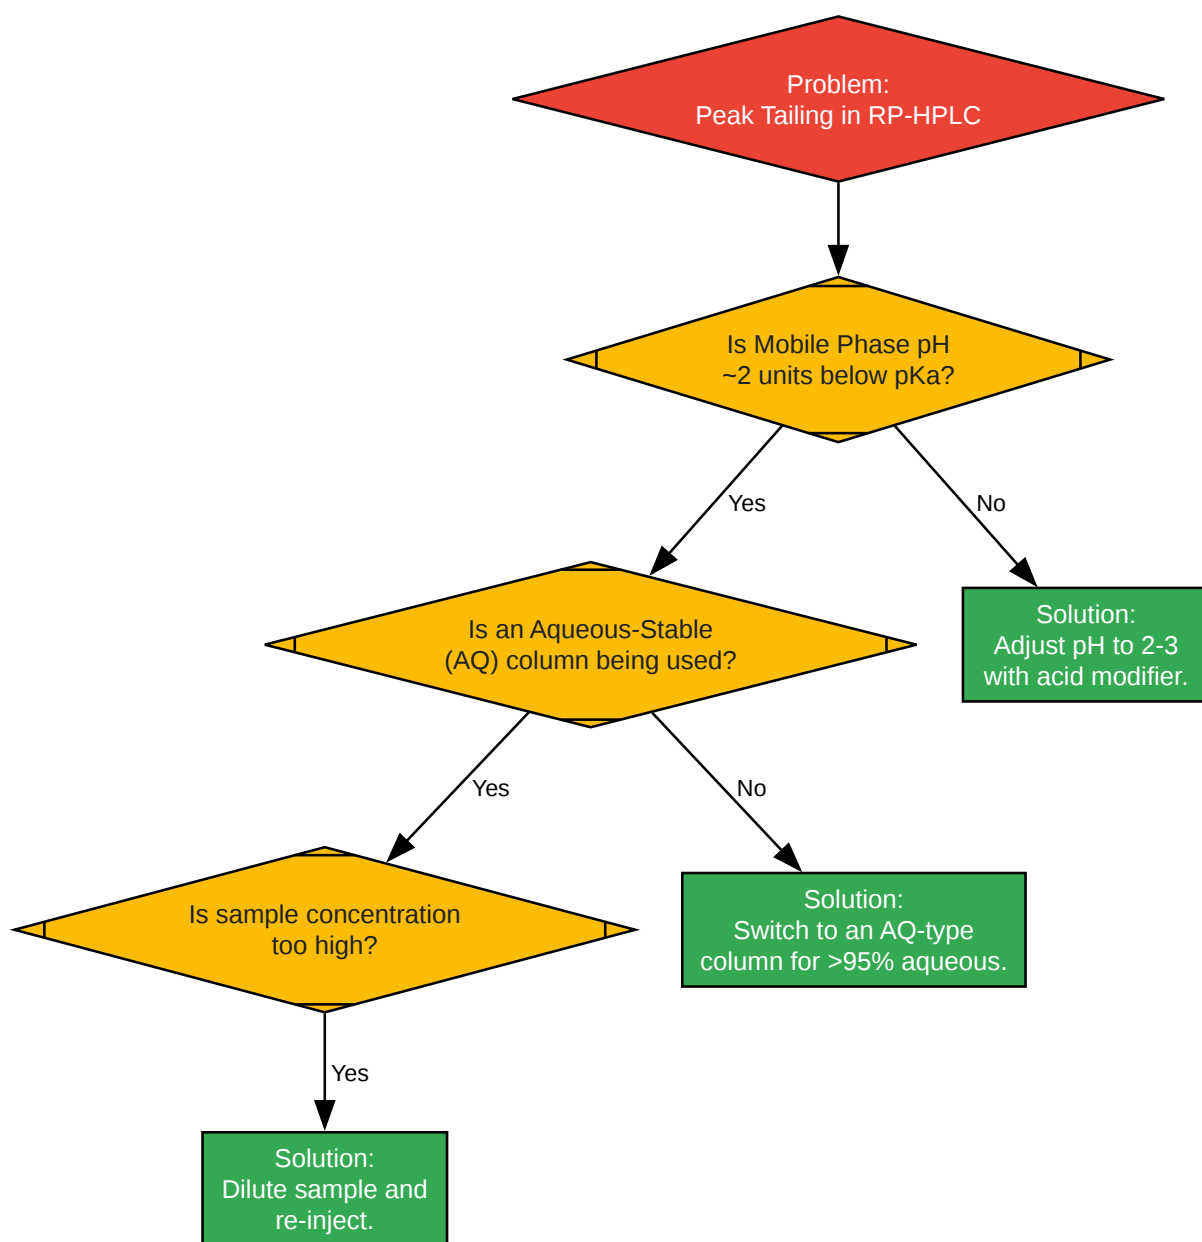 Problem:
Peak Tailing in RP-HPLC
Is Mobile Phase pH
~2 units below pKa?
Yes
No
Is an Aqueous-Stable
(AQ) column being used?
Solution:
Adjust pH to 2-3
with acid modifier.
Yes
No
Is sample concentration
too high?
Solution:
Switch to an AQ-type
column for >95% aqueous.
Yes
Solution:
Dilute sample and
re-inject.